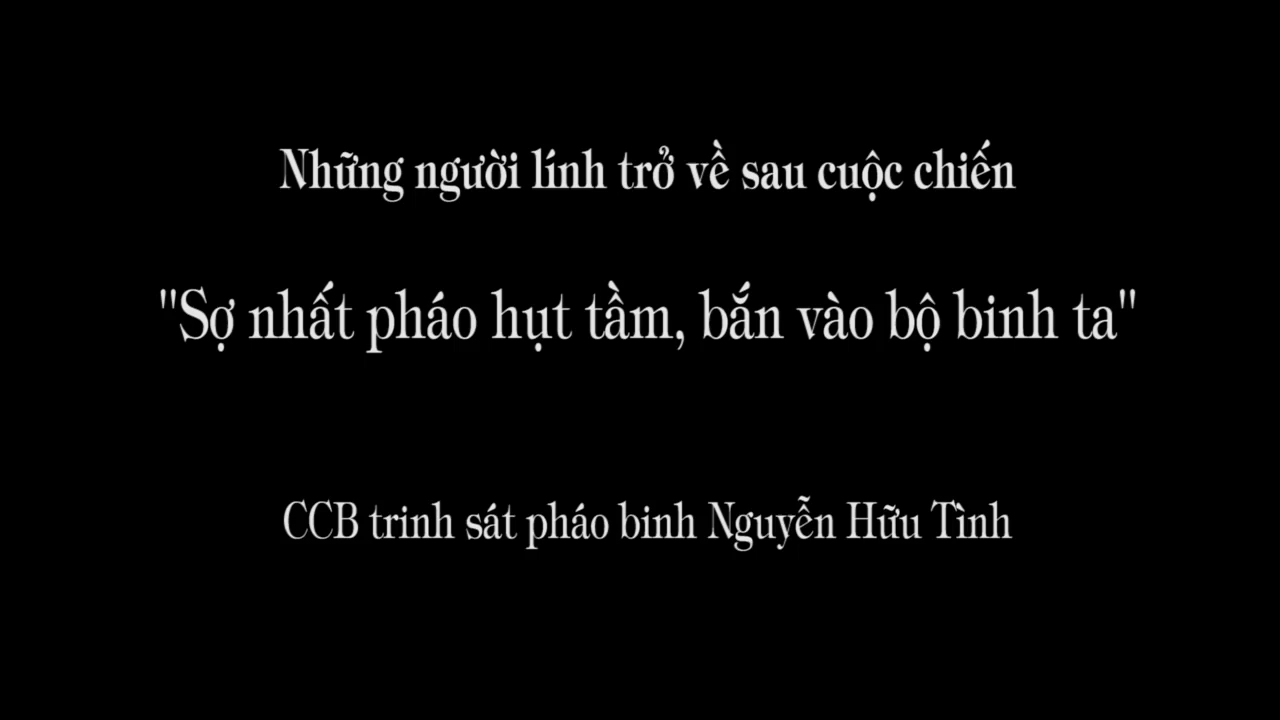 Những người lính trở về sau cuộc chiến
"Sợ nhất pháo hụt tầm, bắn vào bộ binh ta"
CCB trinh sát pháo binh Nguyễn Hữu Tình